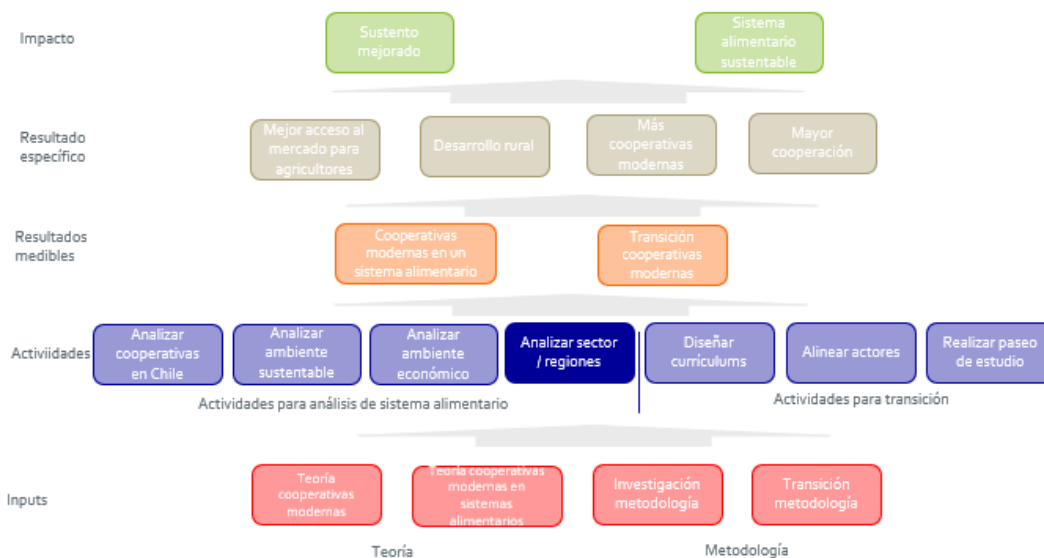 Impacto
Sustento
mejorado
Sistema
alimentario
sustentable
Resultado
específico
Mejor acceso al
mercado para
agricultores
Desarrollo rural
Más
cooperativas
modernas
Mayor
cooperación
Resultados
medibles
Cooperativas
modernas en un
sistema alimentario
Transición
cooperativas
modernas
Activiidades
Analizar
cooperativas
en Chile
Analizar
ambiente
sustentable
Analizar
ambiente
económico
Analizar sector
/ regiones
Diseñar
currículums
Alinear actores
Realizar paseo
de estudio
Actividades para análisis de sistema alimentario
Actividades para transición
Inputs
Teoría
cooperativas
modernas
Teoría cooperativas
modernas en
sistemas
alimentarios
Investigación
metodología
Transición
metodología
Teoría
Metodología